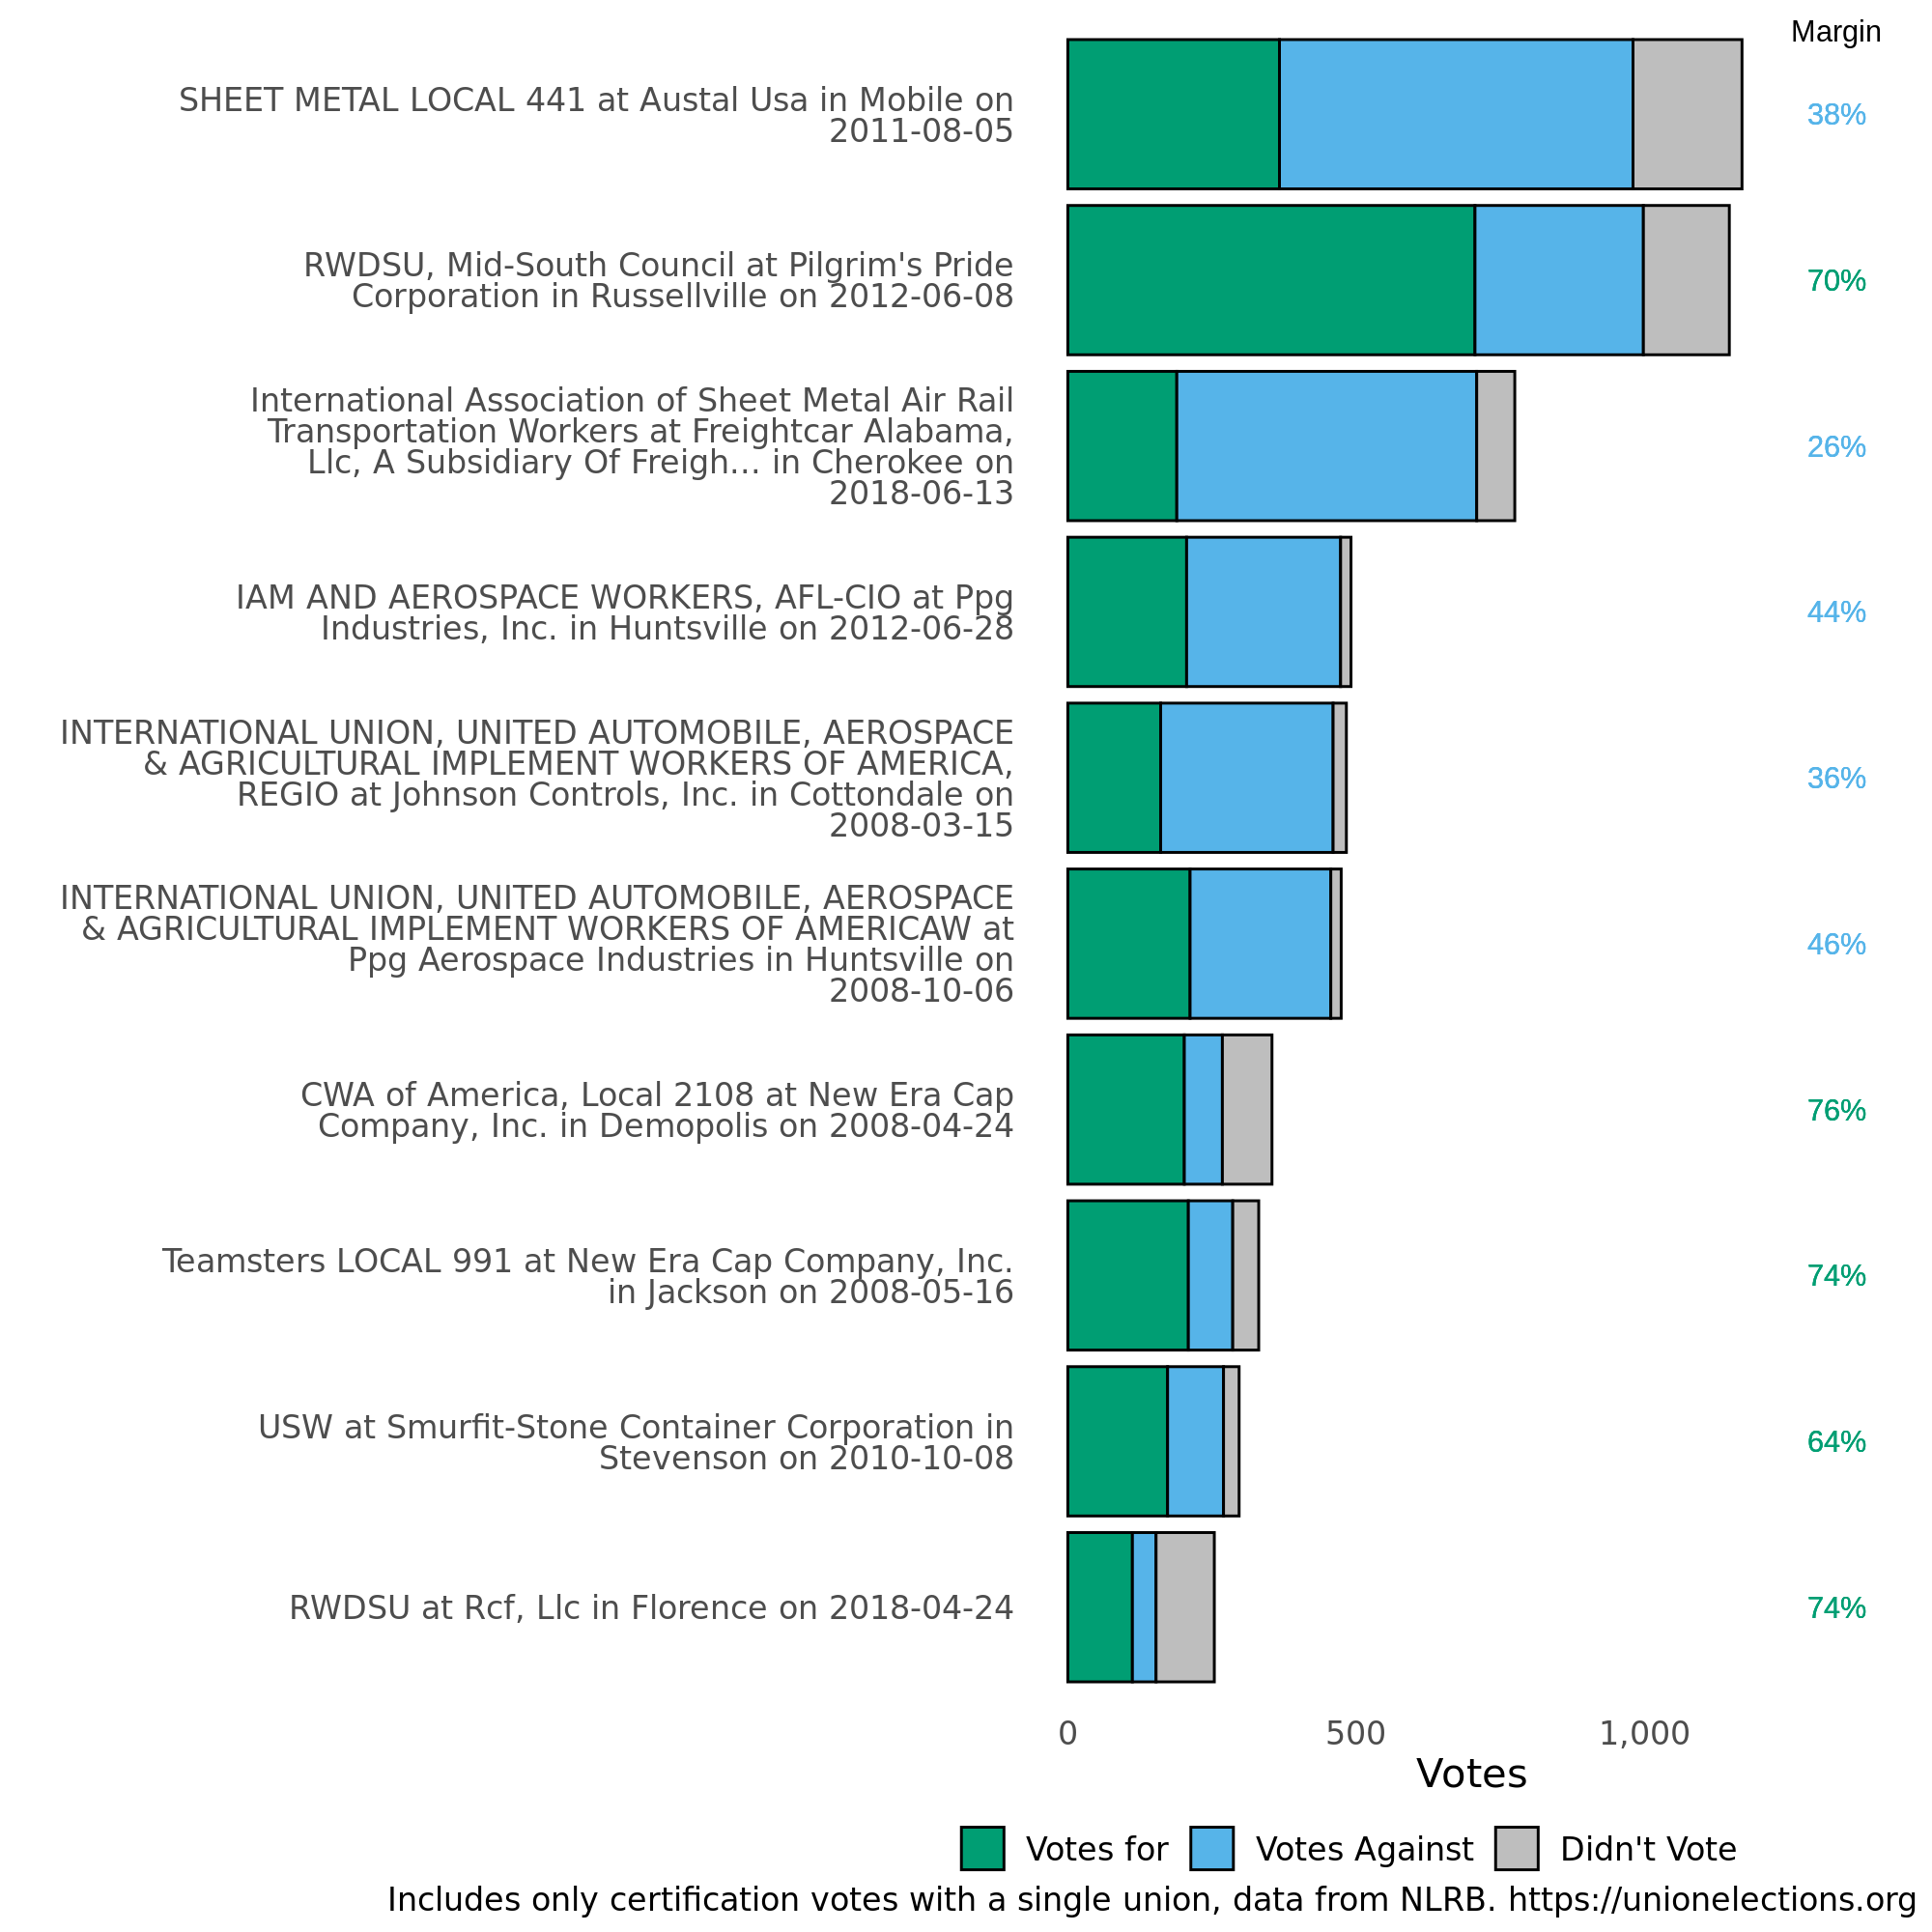 Margin
SHEET METAL LOCAL 441 at Austal Usa in Mobile on
2011-08-05
38%
RWDSU, Mid-South Council at Pilgrim's Pride
Corporation in Russellville on 2012-06-08
70%
International Association of Sheet Metal Air Rail
Transportation Workers at Freightcar Alabama,
Llc, A Subsidiary Of Freigh... in Cherokee on
2018-06-13
26%
IAM AND AEROSPACE WORKERS, AFL-CIO at Ppg
Industries, Inc. in Huntsville on 2012-06-28
44%
INTERNATIONAL UNION, UNITED AUTOMOBILE, AEROSPACE
& AGRICULTURAL IMPLEMENT WORKERS OF AMERICA,
REGIO at Johnson Controls, Inc. in Cottondale on
2008-03-15
36%
INTERNATIONAL UNION, UNITED AUTOMOBILE, AEROSPACE
& AGRICULTURAL IMPLEMENT WORKERS OF AMERICAW at
Ppg Aerospace Industries in Huntsville on
2008-10-06
46%
CWA of America, Local 2108 at New Era Cap
Company, Inc. in Demopolis on 2008-04-24
76%
Teamsters LOCAL 991 at New Era Cap Company, Inc.
in Jackson on 2008-05-16
74%
USW at Smurfit-Stone Container Corporation in
Stevenson on 2010-10-08
64%
RWDSU at Rcf, Llc in Florence on 2018-04-24
74%
0 500 1,000
Votes
Votes for Votes Against Didn't Vote
Includes only certification votes with a single union, data from NLRB. https://unionelections.org